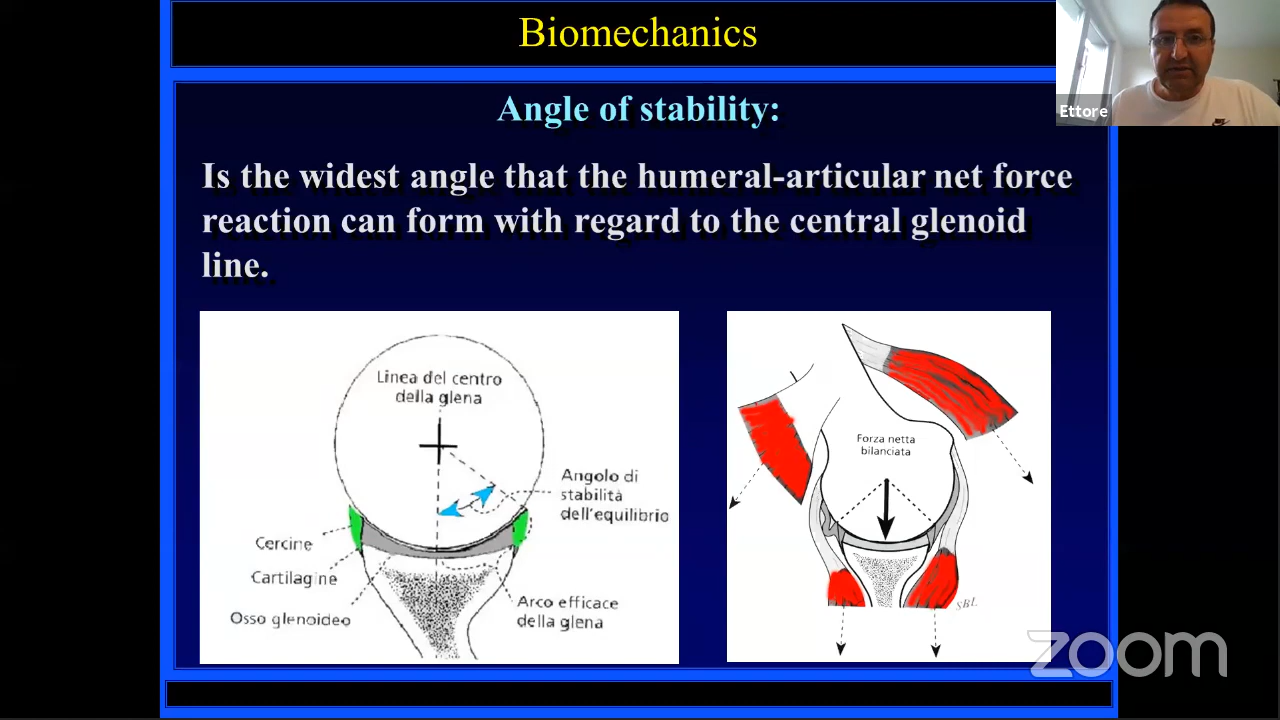 Biomechanics
Ettore
Angle of stability:
Is the widest angle that the humeral-articular net force
reaction can form with regard to the central glenoid
line.
Linea del centro
della glena
Angolo di
stabilità
dell'equilibrio
Cercine
Cartilagine
Osso glenoideo
Arco efficace
della glena
Forza netta
bilanciata
SBL
zoom